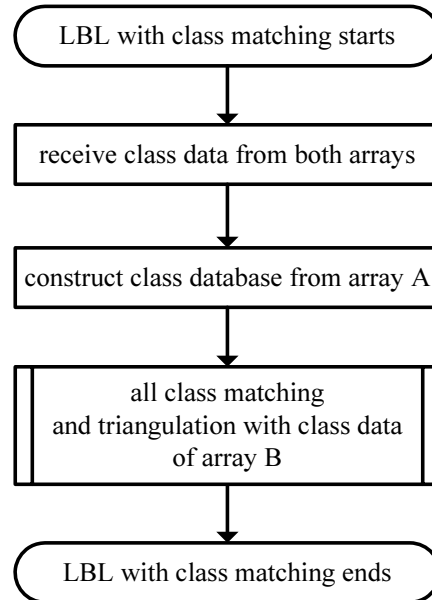 LBL with class matching starts
receive class data from both arrays
construct class database from array A
all class matching
and triangulation with class data
of array B
LBL with class matching ends